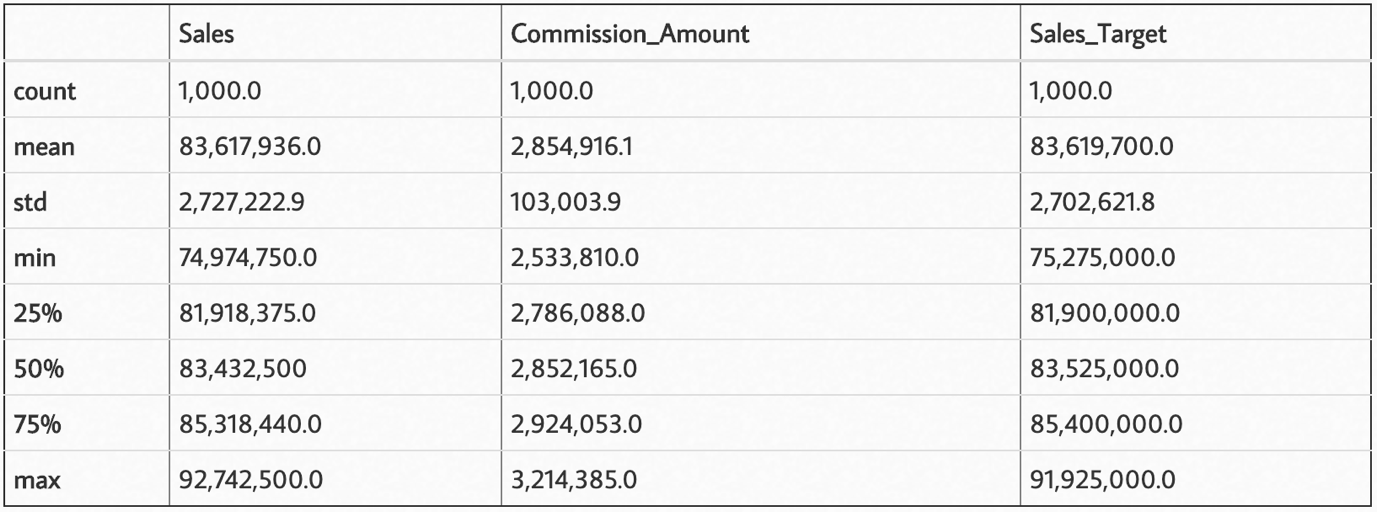 Sales Commission_Amount Sales_Target
count 1,000.0 1,000.0 1,000.0
mean 83,617,936.0 2,854,916.1 83,619,700.0
std 2,727,222.9 103,003.9 2,702,621.8
min 74,974,750.0 2,533,810.0 75,275,000.0
25% 81,918,375.0 2,786,088.0 81,900,000.0
50% 83,432,500 2,852,165.0 83,525,000.0
75% 85,318,440.0 2,924,053.0 85,400,000.0
max 92,742,500.0 3,214,385.0 91,925,000.0